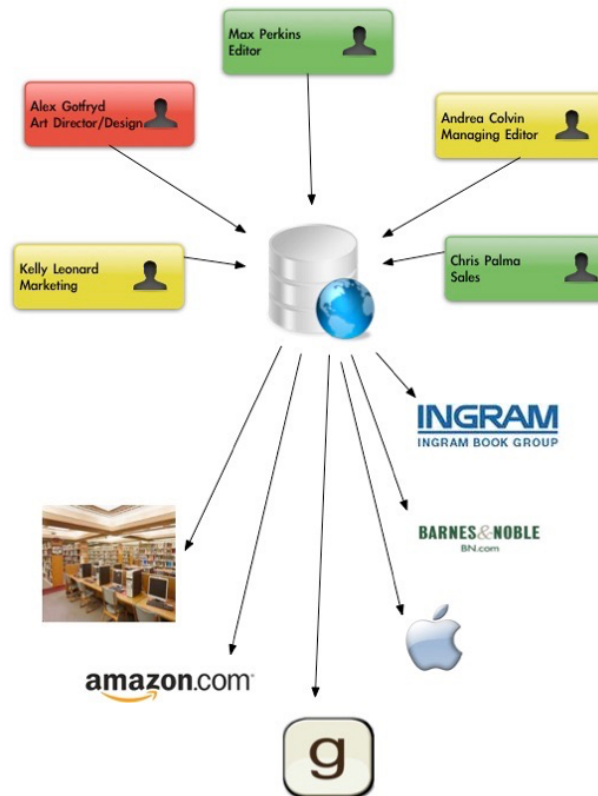 Max Perkins
Editor
Alex Gotfryd
Art Director/Design
Andrea Colvin
Managing Editor
Kelly Leonard
Marketing
Chris Palma
Sales
INGRAM
INGRAM BOOK GROUP
BARNES&NOBLE
BN.com
amazon.com
g